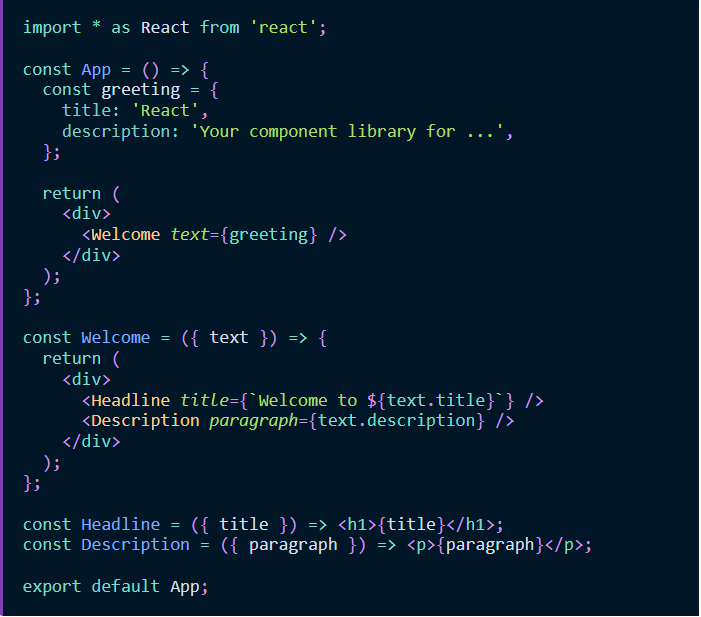 import * as React from 'react';

const App = () => {
  const greeting = {
    title: 'React',
    description: 'Your component library for ...',
  };

  return (
    <div>
      <Welcome text={greeting} />
    </div>
  );
};

const Welcome = ({ text }) => {
  return (
    <div>
      <Headline title={`Welcome to ${text.title}`} />
      <Description paragraph={text.description} />
    </div>
  );
};

const Headline = ({ title }) => <h1>{title}</h1>;
const Description = ({ paragraph }) => <p>{paragraph}</p>;

export default App;